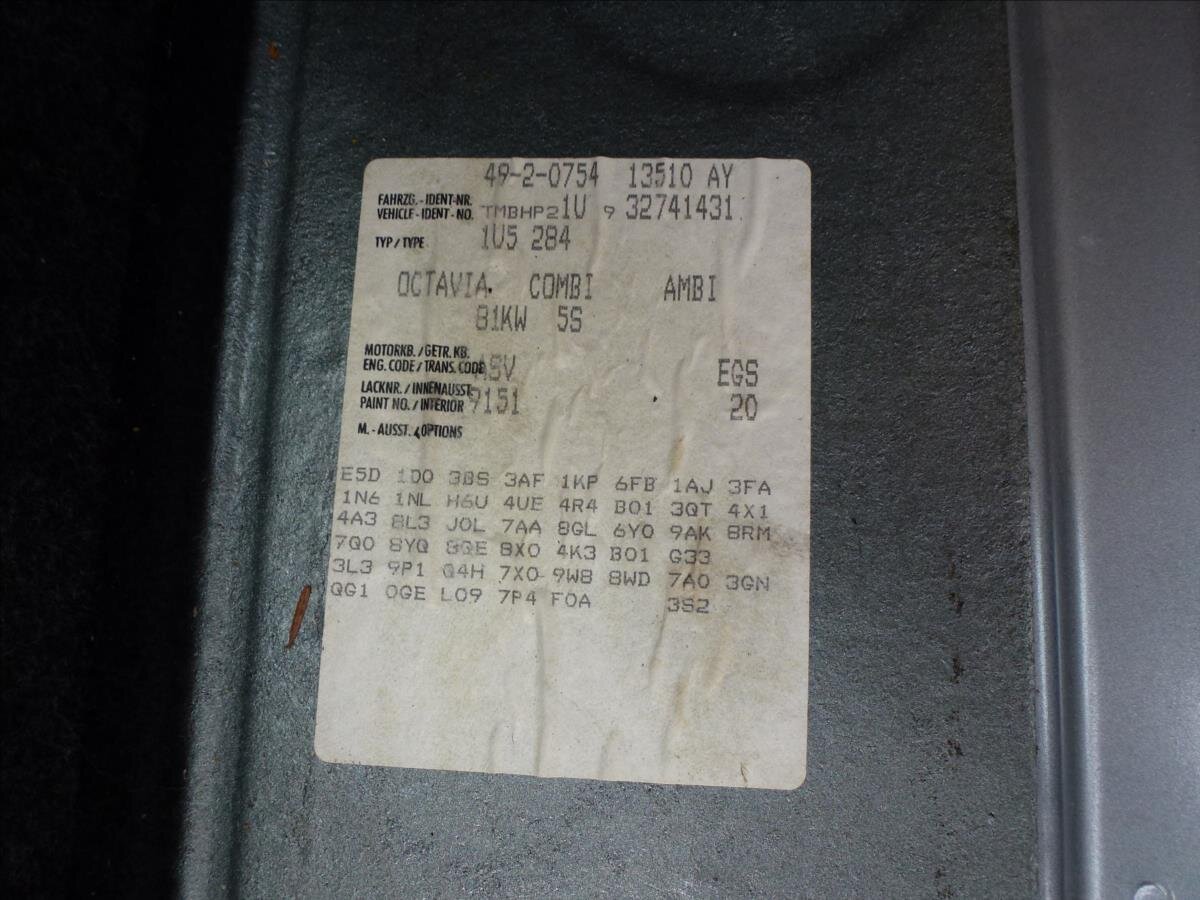 49-2-0754 13510 AY
FAHRZG. - IDENT-NR.
VEHICLE - IDENT - NO. TMBHP21U 9 32741431
TYP / TYPE 1U5 284
OCTAVIA COMBI AMBI
81KW 5S
MOTORKB. / GETR. KB.
ENG. CODE / TRANS. CODE ASV EGS
LACKNR. / INNENAUSST.
PAINT NO. / INTERIOR 9151 20
M. - AUSST. / OPTIONS
E5D 1D0 3BS 3AF 1KP 6FB 1AJ 3FA
1N6 1NL H6U 4UE 4R4 B01 3QT 4X1
4A3 8L3 J0L 7AA 8GL 6Y0 9AK 8RM
7Q0 8YQ 8QE 8X0 4K3 B01 G33
3L3 9P1 Q4H 7X0 9W8 8WD 7A0 3GN
QG1 0GE L09 7P4 F0A 3S2